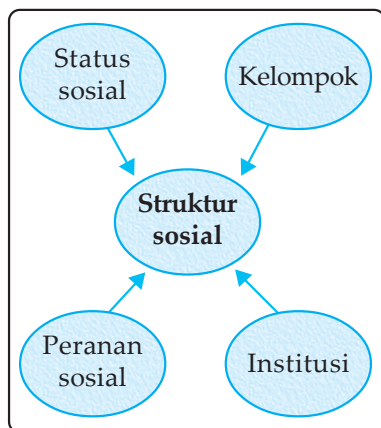 Status
sosial
Kelompok
Struktur
sosial
Peranan
sosial
Institusi